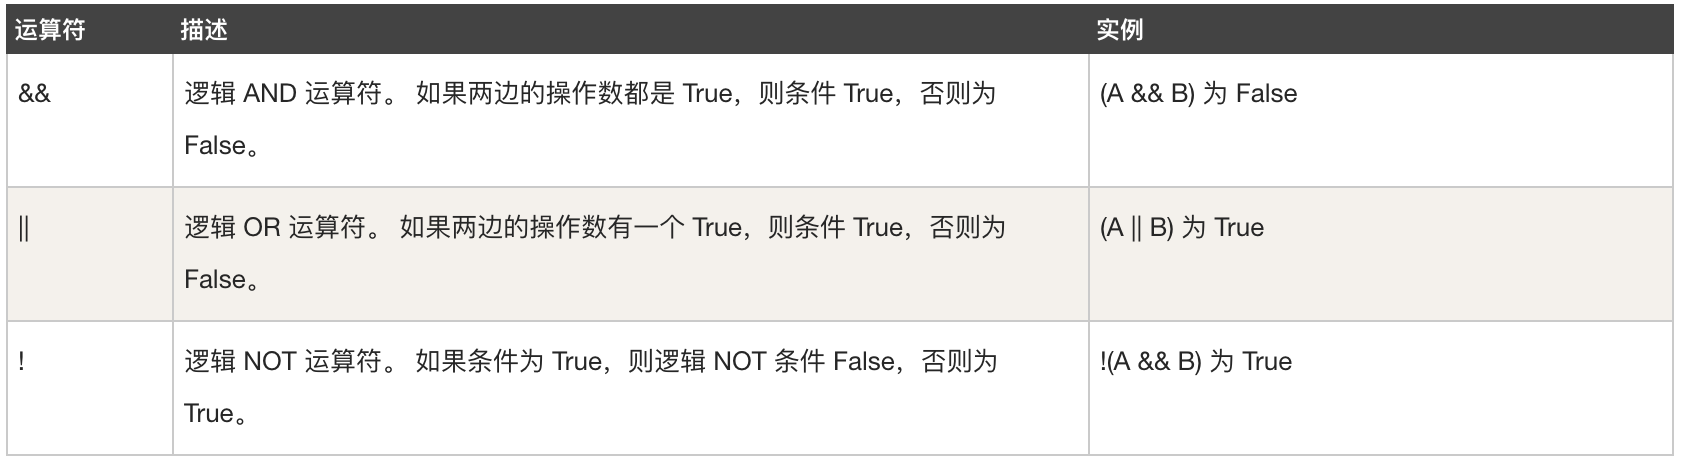 运算符 描述 实例
&& 逻辑 AND 运算符。 如果两边的操作数都是 True，则条件 True，否则为 (A && B) 为 False
False。
|| 逻辑 OR 运算符。 如果两边的操作数有一个 True，则条件 True，否则为 (A || B) 为 True
False。
! 逻辑 NOT 运算符。 如果条件为 True，则逻辑 NOT 条件 False，否则为 !(A && B) 为 True
True。